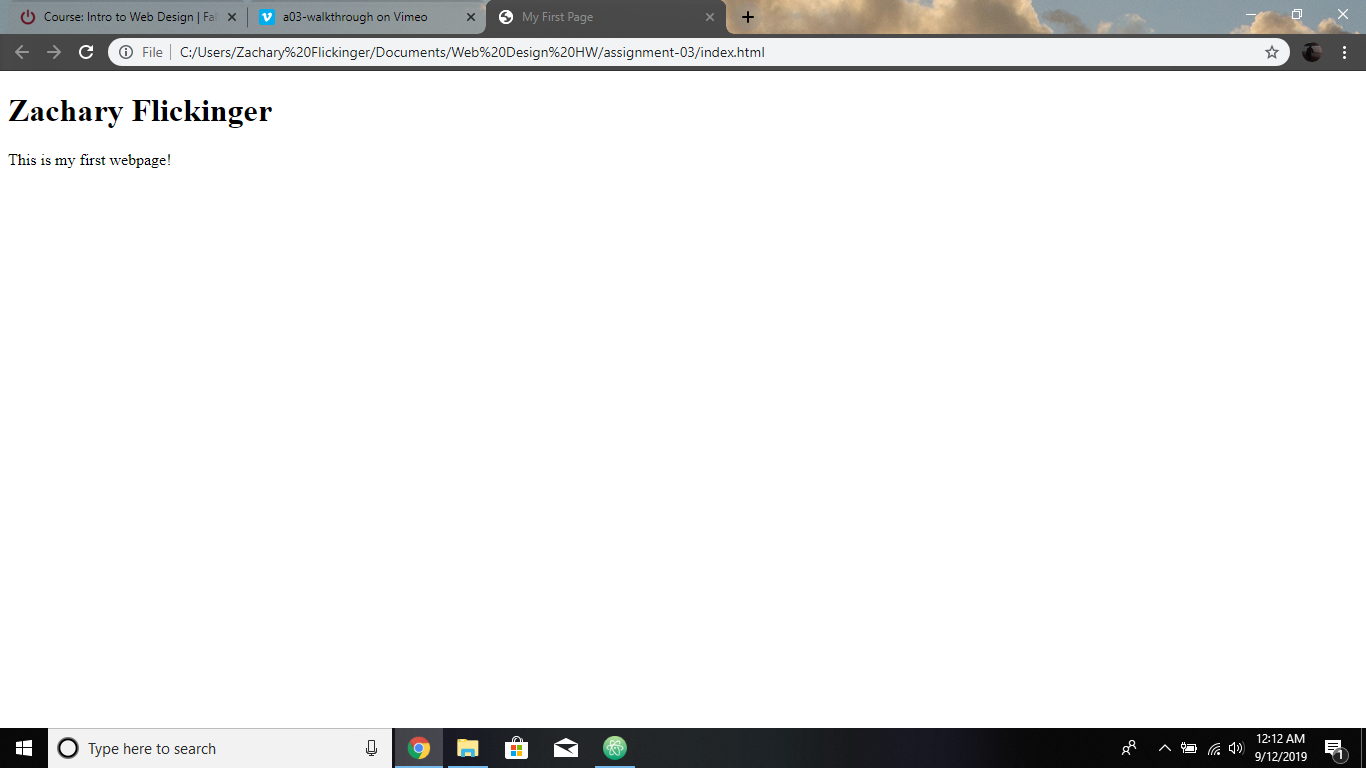 Course: Intro to Web Design | Fal
a03-walkthrough on Vimeo
My First Page
File
C:/Users/Zachary%20Flickinger/Documents/Web%20Design%20HW/assignment-03/index.html
Zachary Flickinger
This is my first webpage!
Type here to search
12:12 AM
9/12/2019
1